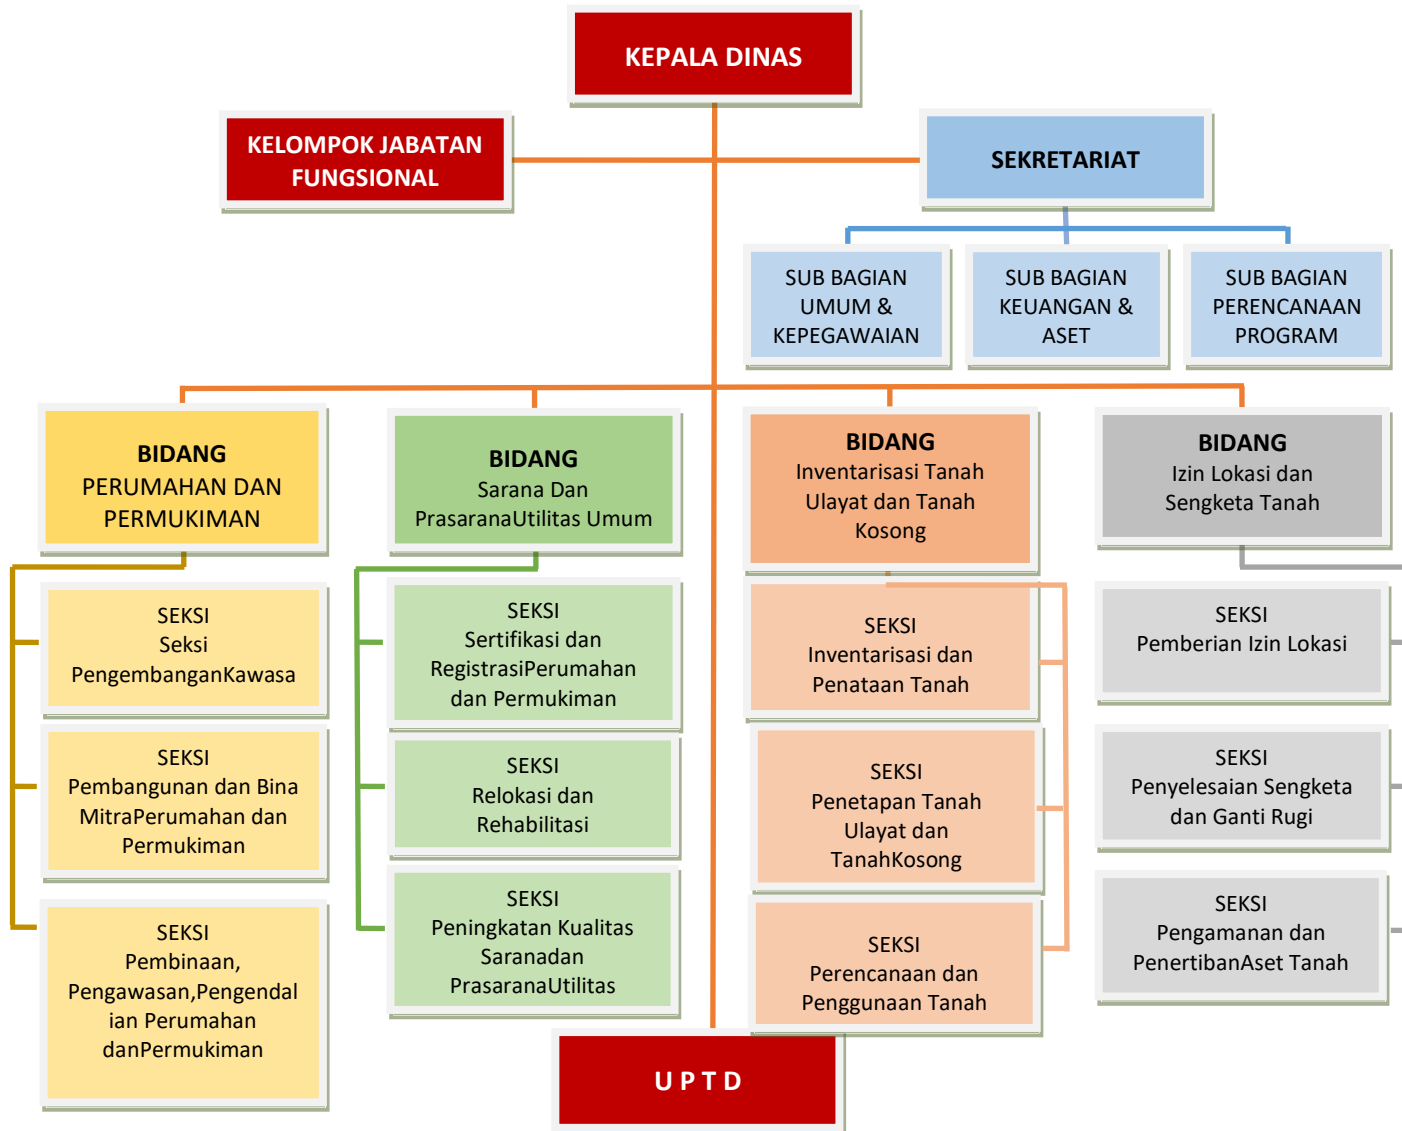 KEPALA DINAS
KELOMPOK JABATAN
FUNGSIONAL
SEKRETARIAT
SUB BAGIAN
UMUM &
KEPEGAWAIAN
SUB BAGIAN
KEUANGAN &
ASET
SUB BAGIAN
PERENCANAAN
PROGRAM
BIDANG
PERUMAHAN DAN
PERMUKIMAN
SEKSI
Seksi
PengembanganKawasa
SEKSI
Pembangunan dan Bina
MitraPerumahan dan
Permukiman
SEKSI
Pembinaan,
Pengawasan,Pengendal
ian Perumahan
danPermukiman
BIDANG
Sarana Dan
PrasaranaUtilitas Umum
SEKSI
Sertifikasi dan
RegistrasiPerumahan
dan Permukiman
SEKSI
Relokasi dan
Rehabilitasi
SEKSI
Peningkatan Kualitas
Saranadan
PrasaranaUtilitas
BIDANG
Inventarisasi Tanah
Ulayat dan Tanah
Kosong
SEKSI
Inventarisasi dan
Penataan Tanah
SEKSI
Penetapan Tanah
Ulayat dan
TanahKosong
SEKSI
Perencanaan dan
Penggunaan Tanah
BIDANG
Izin Lokasi dan
Sengketa Tanah
SEKSI
Pemberian Izin Lokasi
SEKSI
Penyelesaian Sengketa
dan Ganti Rugi
SEKSI
Pengamanan dan
PenertibanAset Tanah
U P T D